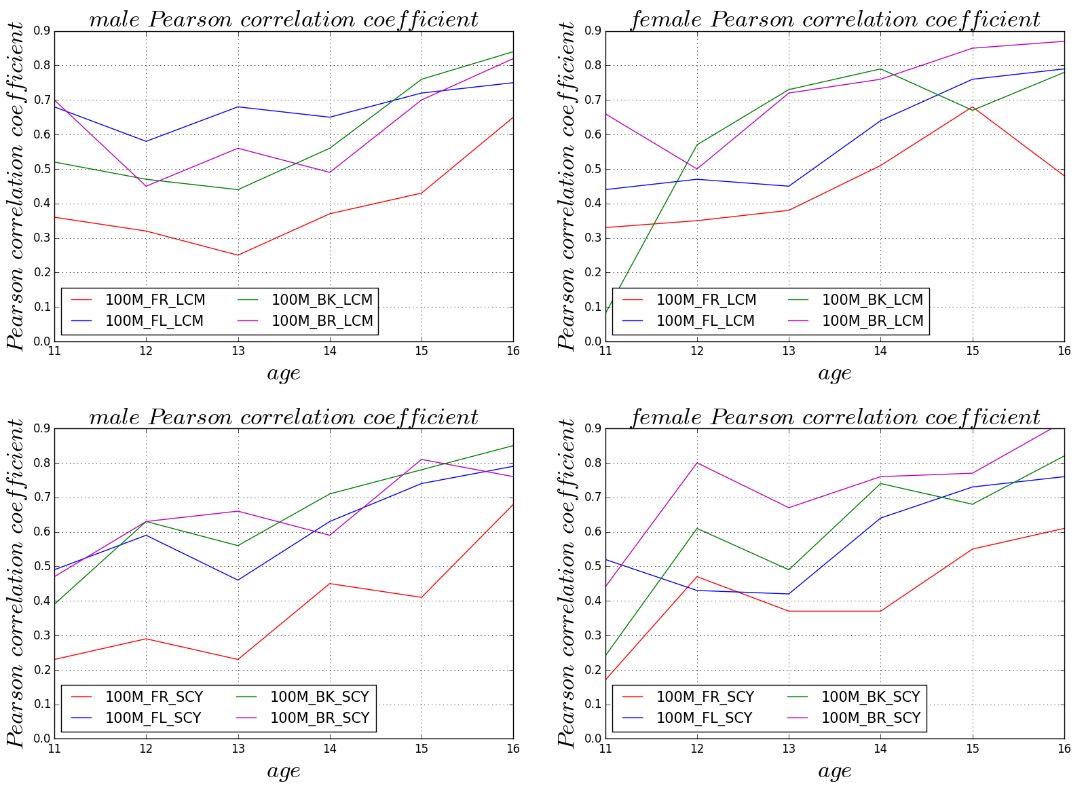 male Pearson correlation coefficient
Pearson correlation coefficient
0.9
0.8
0.7
0.6
0.5
0.4
0.3
0.2
0.1
0.0
100M_FR_LCM 100M_BK_LCM
100M_FL_LCM 100M_BR_LCM
11 12 13 14 15 16
age
female Pearson correlation coefficient
Pearson correlation coefficient
0.9
0.8
0.7
0.6
0.5
0.4
0.3
0.2
0.1
0.0
100M_FR_LCM 100M_BK_LCM
100M_FL_LCM 100M_BR_LCM
11 12 13 14 15 16
age
male Pearson correlation coefficient
Pearson correlation coefficient
0.9
0.8
0.7
0.6
0.5
0.4
0.3
0.2
0.1
0.0
100M_FR_SCY 100M_BK_SCY
100M_FL_SCY 100M_BR_SCY
11 12 13 14 15 16
age
female Pearson correlation coefficient
Pearson correlation coefficient
0.9
0.8
0.7
0.6
0.5
0.4
0.3
0.2
0.1
0.0
100M_FR_SCY 100M_BK_SCY
100M_FL_SCY 100M_BR_SCY
11 12 13 14 15 16
age